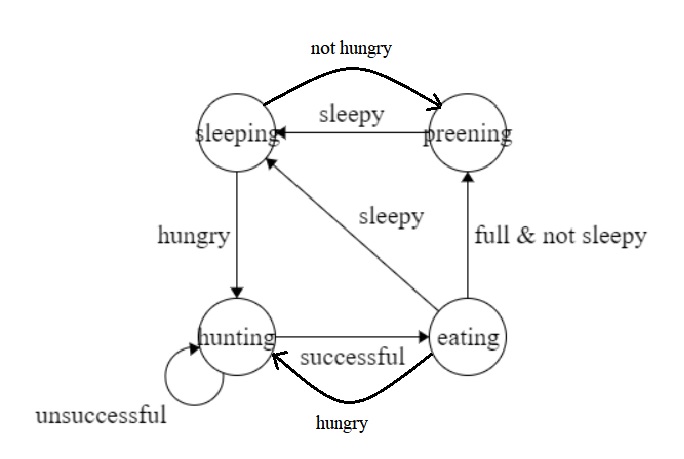 not hungry
sleeping
sleepy
preening
hungry
sleepy
full & not sleepy
hunting
successful
eating
unsuccessful
hungry